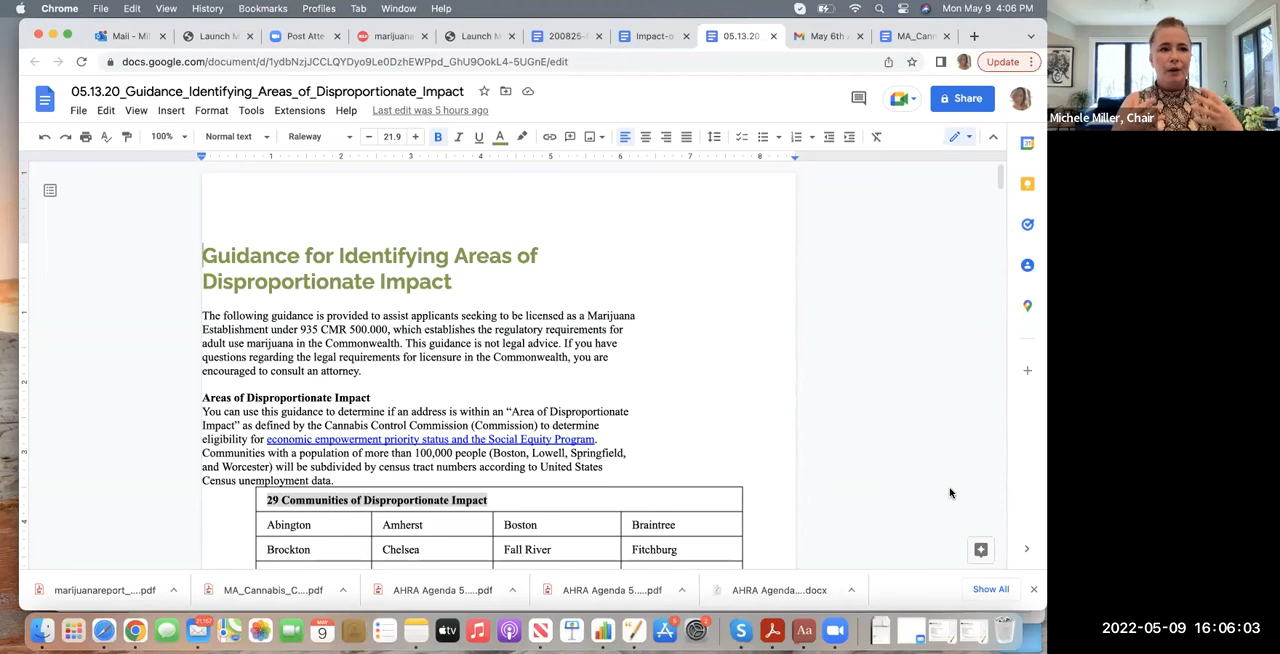 Chrome File Edit View History Bookmarks Profiles Tab Window Help Mon May 9 4:06 PM
Mail - Mi Launch M Post Atte marijuana Launch M 200825- Impact-o 05.13.20 May 6th MA_Cann
docs.google.com/document/d/1ydbNzjJCCLQYDyo9Le0DzhEWPpd_GhU9OokL4-5UGnE/edit Update
05.13.20_Guidance_Identifying_Areas_of_Disproportionate_Impact
File Edit View Insert Format Tools Extensions Help Last edit was 5 hours ago
Share
100% Normal text Raleway 21.9
1 2 3 4 5 6 7 8
Guidance for Identifying Areas of
Disproportionate Impact
The following guidance is provided to assist applicants seeking to be licensed as a Marijuana
Establishment under 935 CMR 500.000, which establishes the regulatory requirements for
adult use marijuana in the Commonwealth. This guidance is not legal advice. If you have
questions regarding the legal requirements for licensure in the Commonwealth, you are
encouraged to consult an attorney.
Areas of Disproportionate Impact
You can use this guidance to determine if an address is within an “Area of Disproportionate
Impact” as defined by the Cannabis Control Commission (Commission) to determine
eligibility for economic empowerment priority status and the Social Equity Program.
Communities with a population of more than 100,000 people (Boston, Lowell, Springfield,
and Worcester) will be subdivided by census tract numbers according to United States
Census unemployment data.
29 Communities of Disproportionate Impact
Abington Amherst Boston Braintree
Brockton Chelsea Fall River Fitchburg
marijuanareport_....pdf MA_Cannabis_C....pdf AHRA Agenda 5.....pdf AHRA Agenda 5.....pdf AHRA Agenda....docx Show All
Michele Miller, Chair
2022-05-09 16:06:03